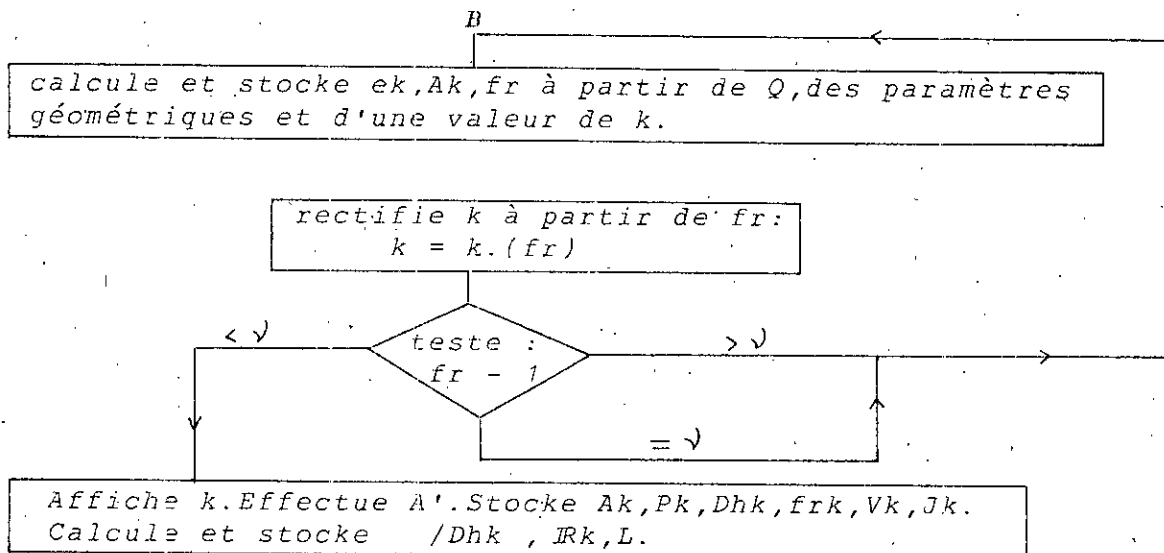 B
calcule et stocke ek,Ak,fr à partir de Q,des paramètres
géométriques et d'une valeur de k.
rectifie k à partir de fr:
k = k.(fr)
< ν
teste :
> ν
fr - 1
= ν
Affiche k.Effectue A'.Stocke Ak,Pk,Dhk,frk,Vk,Jk.
Calcule et stocke /Dhk , IRk,L.